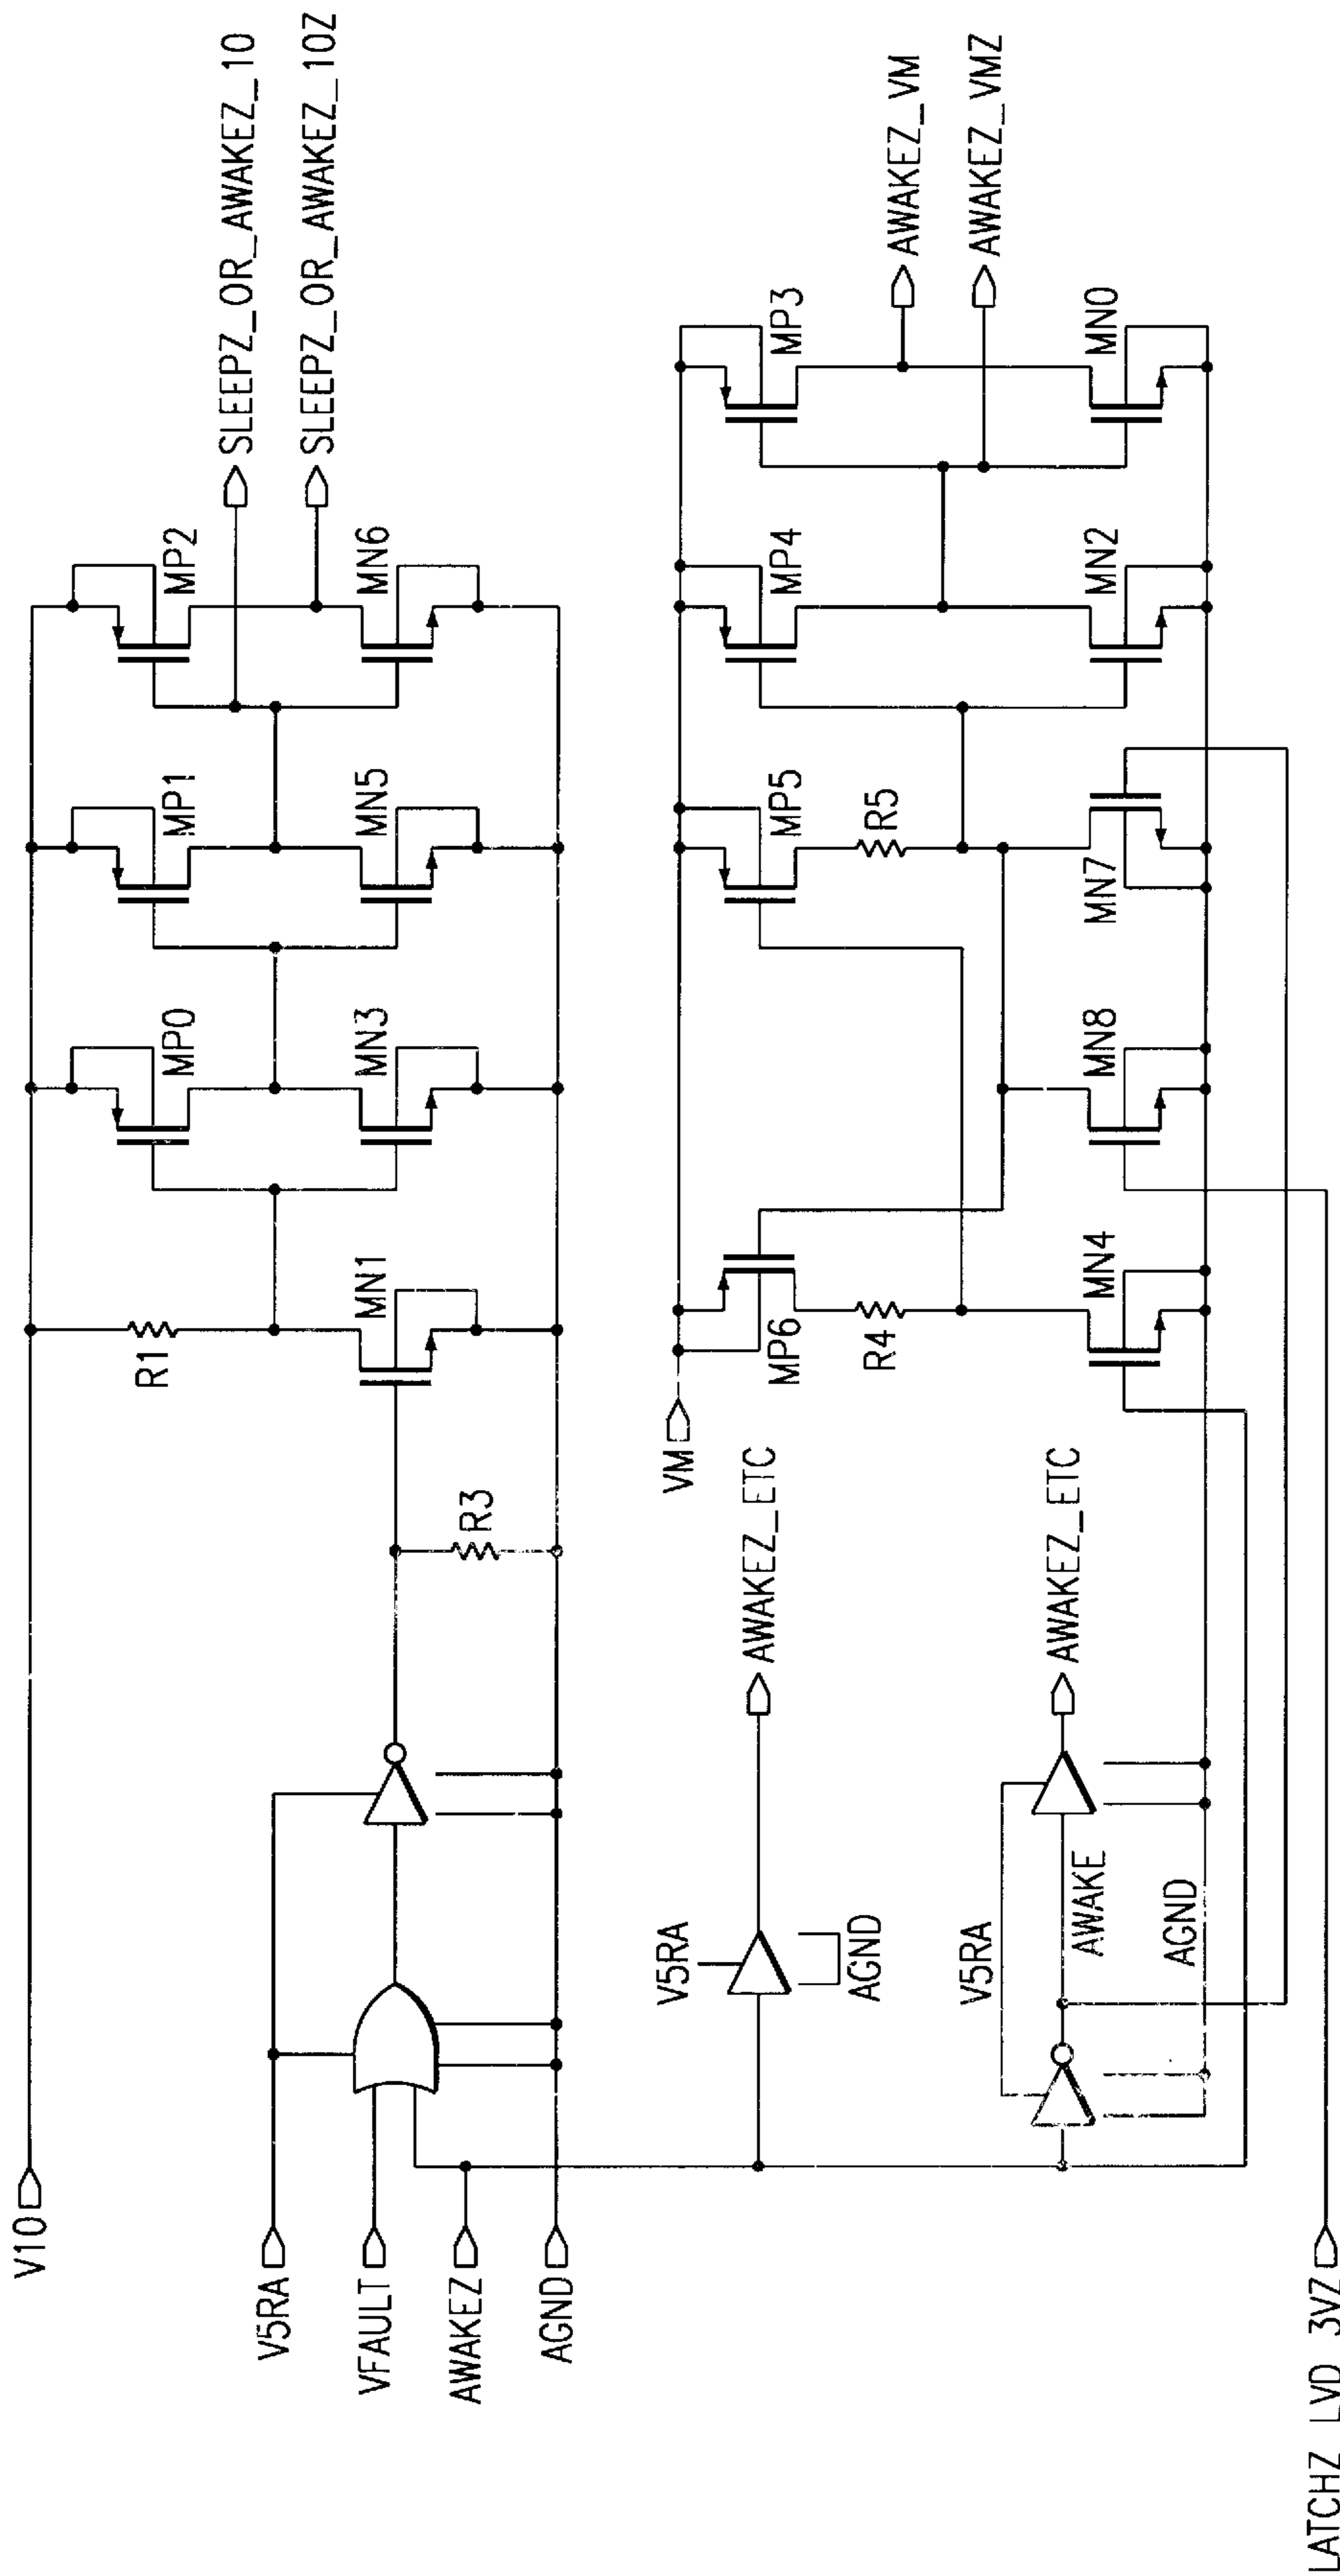 V10
V5RA
VFAULT
AWAKEZ
AGND
R3
R1
MN1
MP0
MN3
MP1
MN5
MP2
MN6
SLEEPZ_OR_AWAKEZ_10
SLEEPZ_OR_AWAKEZ_10Z
V5RA
AGND
AWAKEZ_ETC
V5RA
AWAKE
AGND
AWAKEZ_ETC
VM
MP6
R4
MN4
MN8
MP5
R5
MN7
MP4
MN2
MP3
MN0
AWAKEZ_VM
AWAKEZ_VMZ
LATCHZ_LVD_3VZ